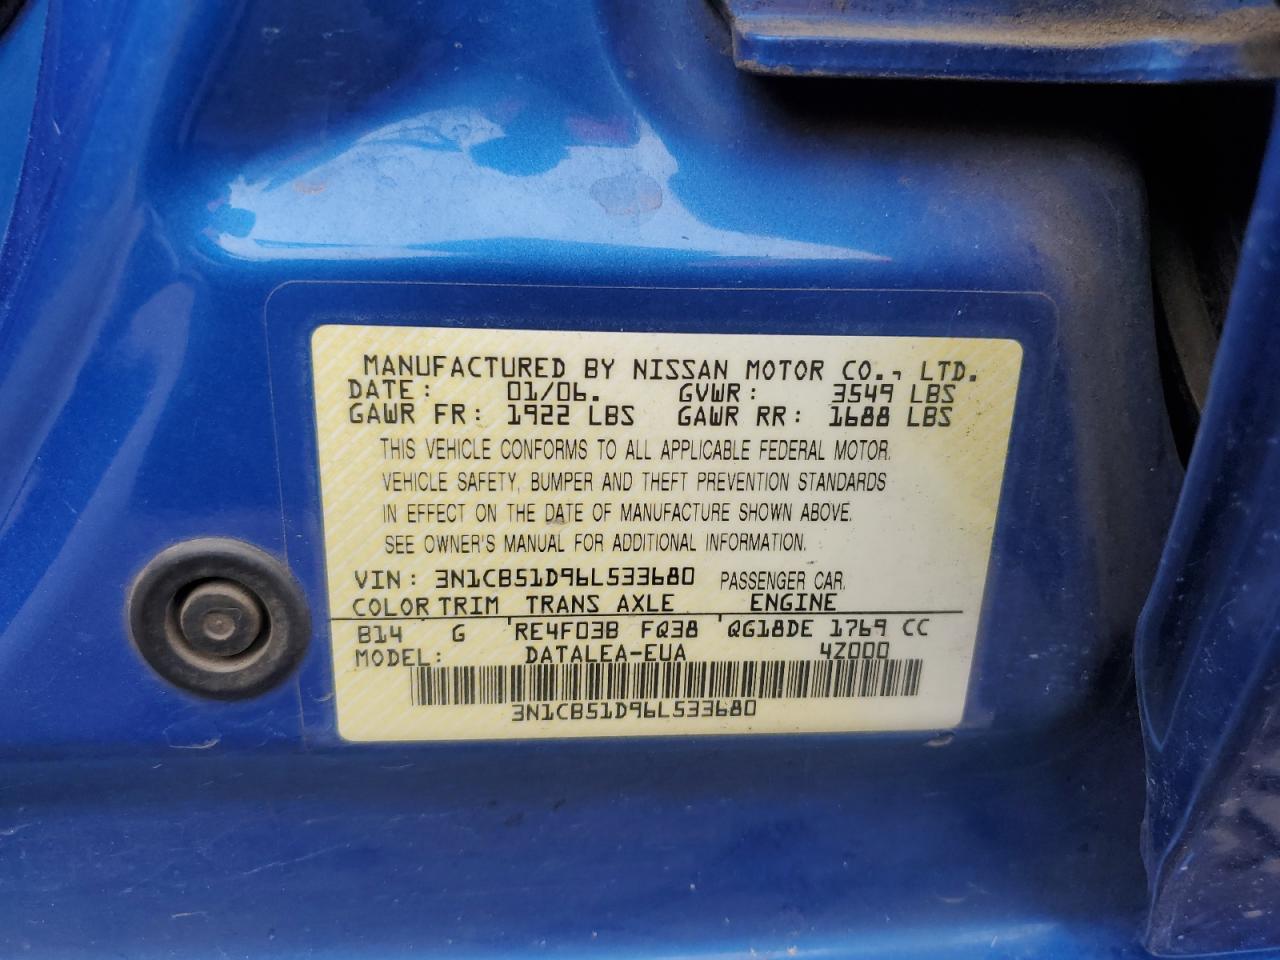 MANUFACTURED BY NISSAN MOTOR CO., LTD.
DATE: 01/06. GVWR: 3549 LBS
GAWR FR: 1922 LBS GAWR RR: 1688 LBS
THIS VEHICLE CONFORMS TO ALL APPLICABLE FEDERAL MOTOR.
VEHICLE SAFETY, BUMPER AND THEFT PREVENTION STANDARDS
IN EFFECT ON THE DATE OF MANUFACTURE SHOWN ABOVE.
SEE OWNER'S MANUAL FOR ADDITIONAL INFORMATION.
VIN: 3N1CB51D96L533680 PASSENGER CAR.
COLOR TRIM TRANS AXLE ENGINE
B14 G RE4F03B FQ38 QG18DE 1769 CC
MODEL: DATALEA-EUA 4Z000
3N1CB51D96L533680